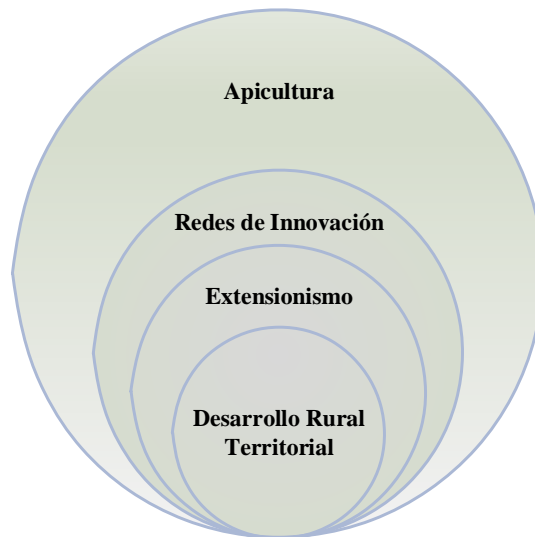 Apicultura
Redes de Innovación
Extensionismo
Desarrollo Rural
Territorial